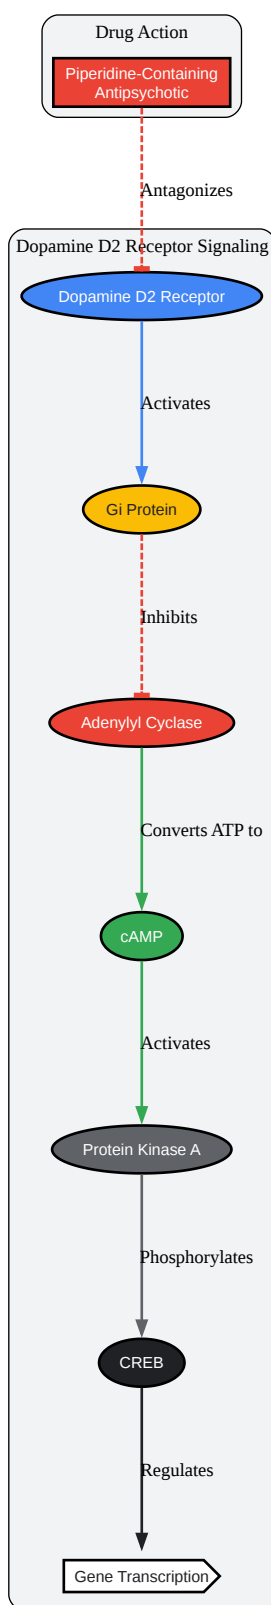 Drug Action
Piperidine-Containing
Antipsychotic
Antagonizes
Dopamine D2 Receptor Signaling
Dopamine D2 Receptor
Activates
Gi Protein
Inhibits
Adenylyl Cyclase
Converts ATP to
cAMP
Activates
Protein Kinase A
Phosphorylates
CREB
Regulates
Gene Transcription